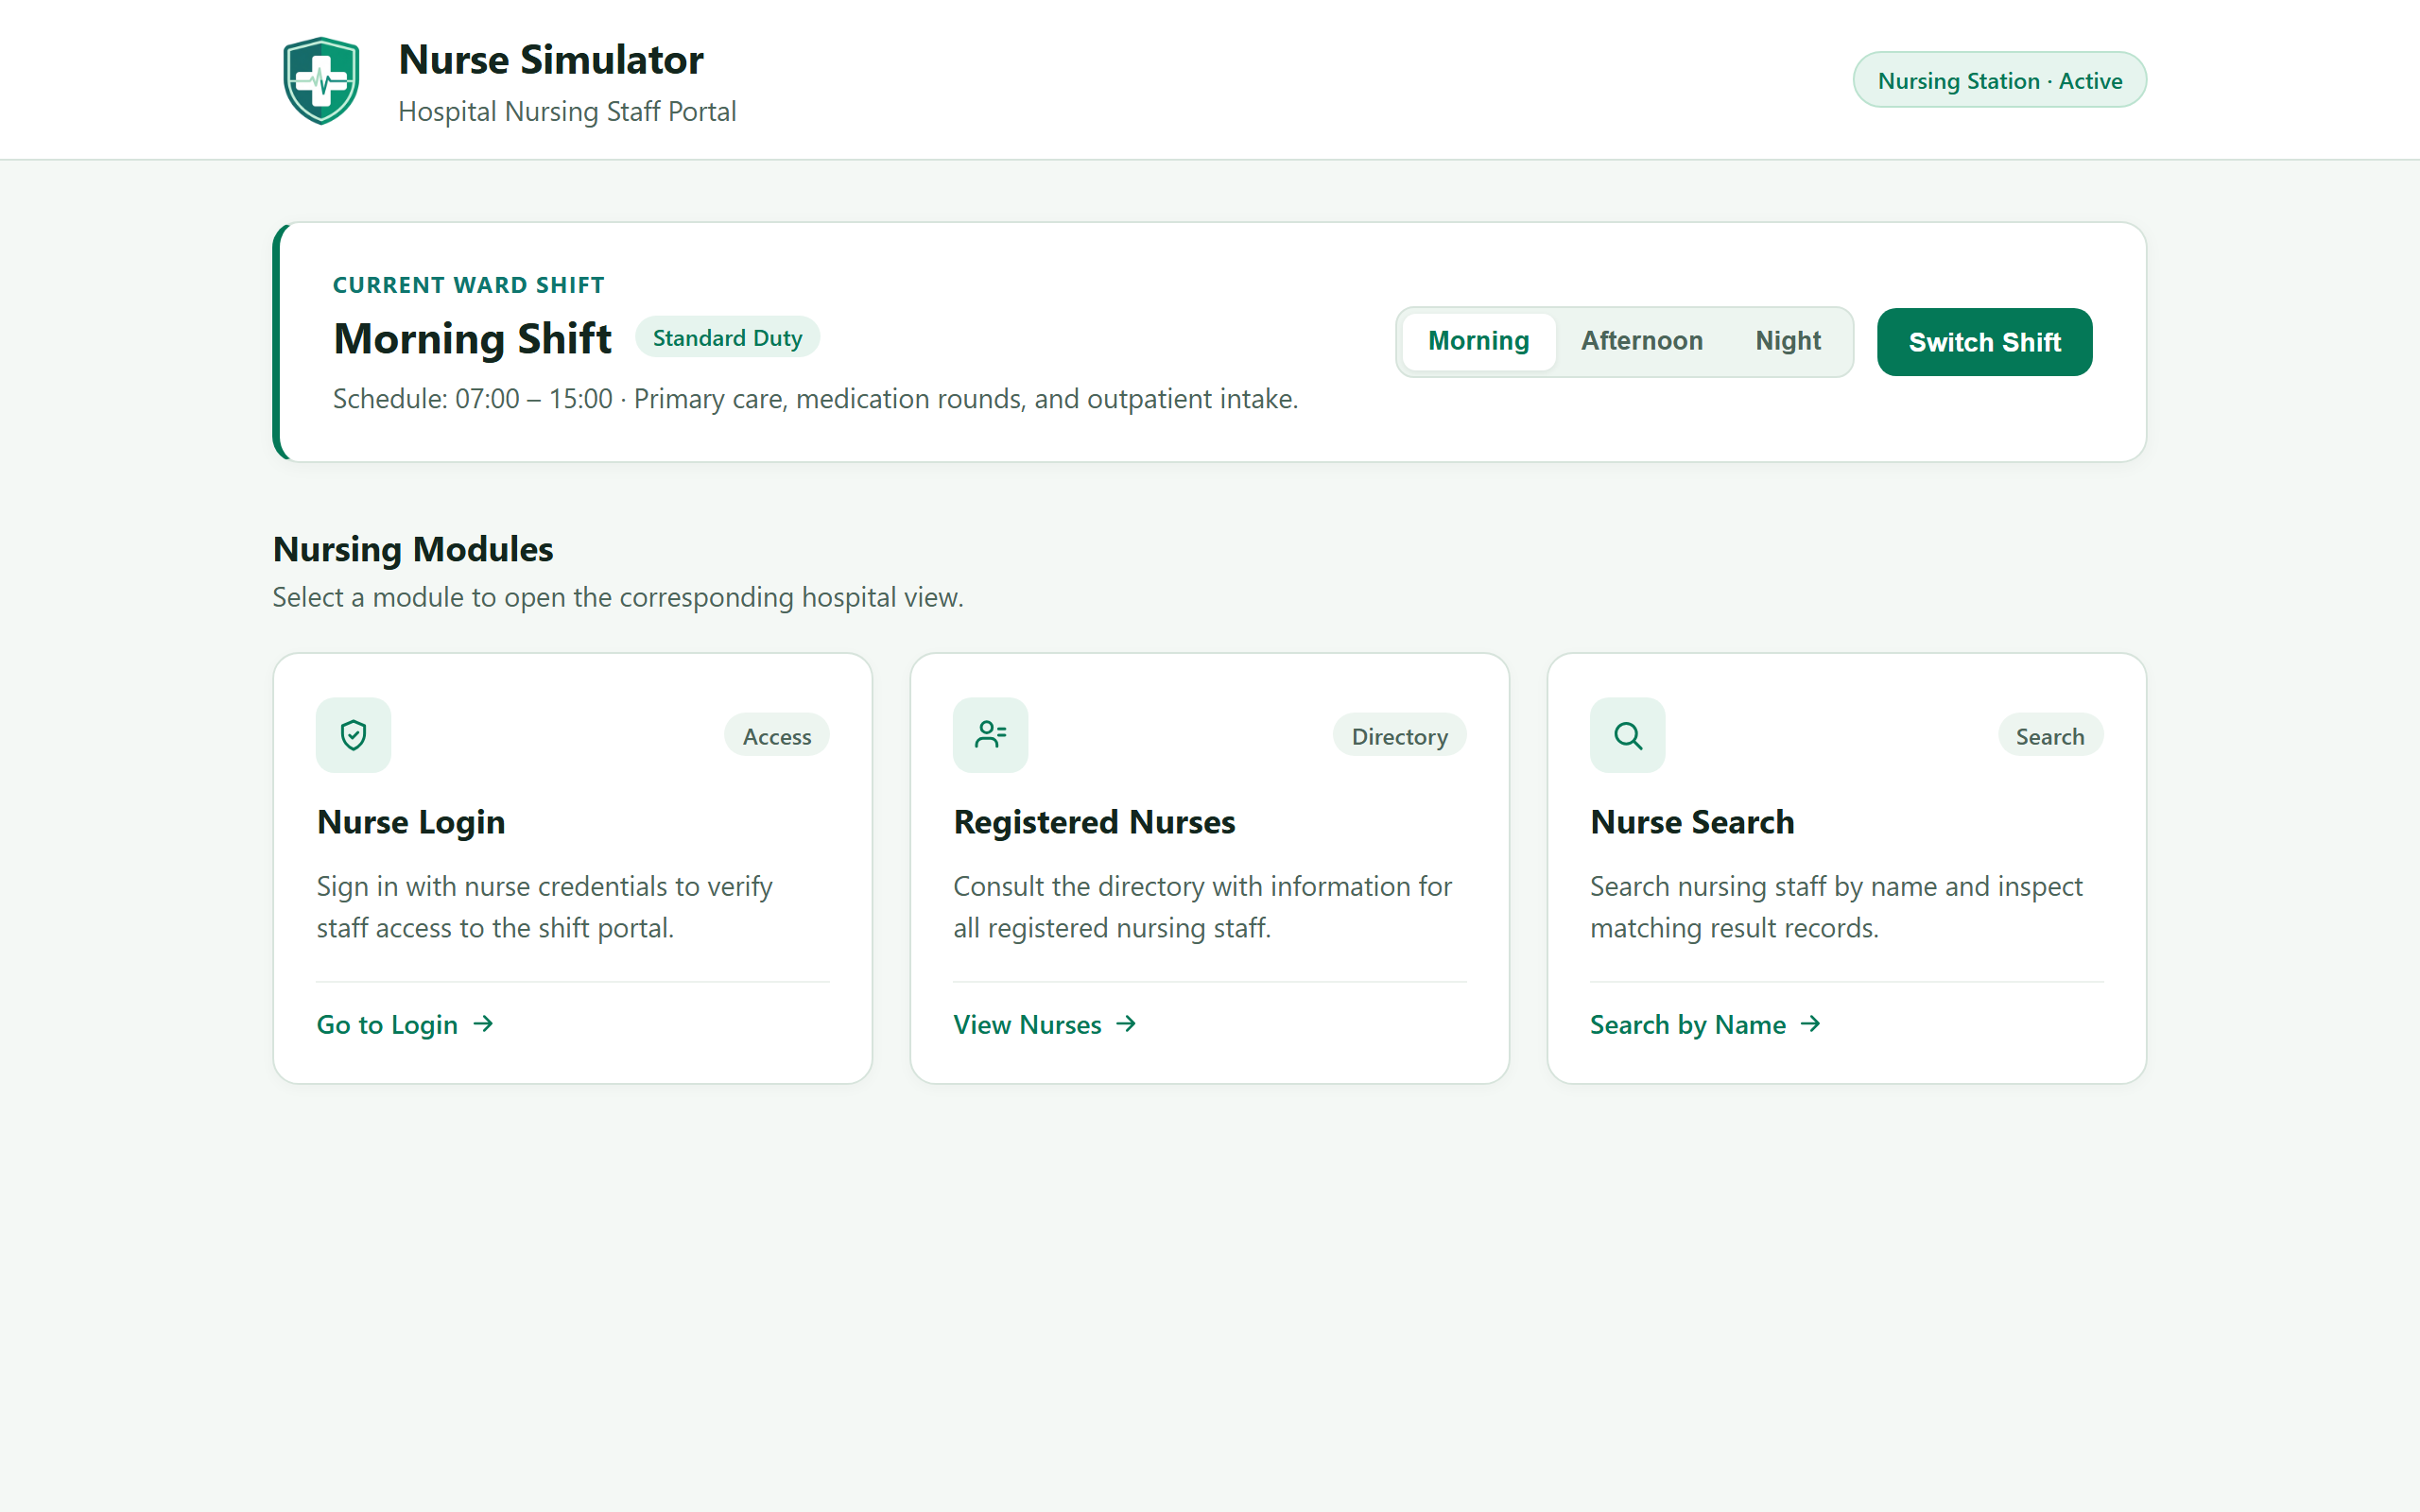 Nurse Simulator
Hospital Nursing Staff Portal
Nursing Station · Active
CURRENT WARD SHIFT
Morning Shift
Standard Duty
Schedule: 07:00 – 15:00 · Primary care, medication rounds, and outpatient intake.
Morning
Afternoon
Night
Switch Shift
Nursing Modules
Select a module to open the corresponding hospital view.
Access
Nurse Login
Sign in with nurse credentials to verify
staff access to the shift portal.
Go to Login →
Directory
Registered Nurses
Consult the directory with information for
all registered nursing staff.
View Nurses →
Search
Nurse Search
Search nursing staff by name and inspect
matching result records.
Search by Name →